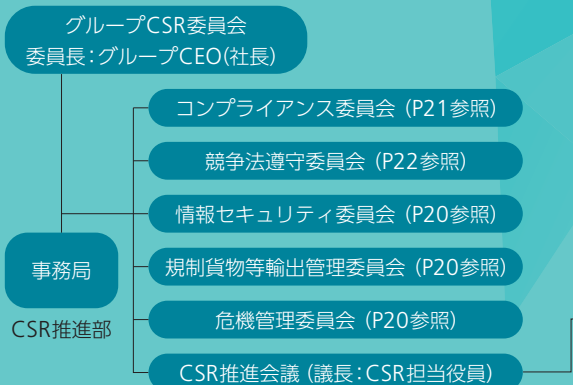 グループCSR委員会
委員長:グループCEO(社長)
コンプライアンス委員会 (P21参照)
競争法遵守委員会 (P22参照)
情報セキュリティ委員会 (P20参照)
規制貨物等輸出管理委員会 (P20参照)
危機管理委員会 (P20参照)
CSR推進会議 (議長:CSR担当役員)
事務局
CSR推進部